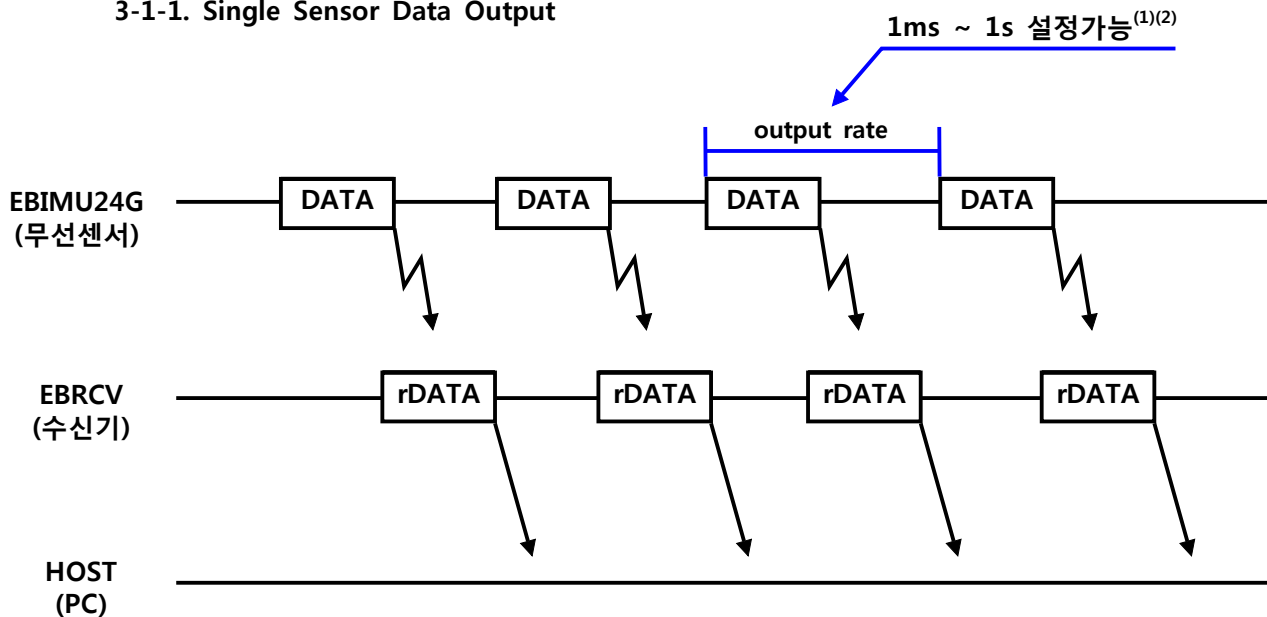 3-1-1. Single Sensor Data Output
1ms ~ 1s 설정가능(1)(2)
output rate
EBIMU24G
(무선센서)
DATA
DATA
DATA
DATA
EBRCV
(수신기)
rDATA
rDATA
rDATA
rDATA
HOST
(PC)